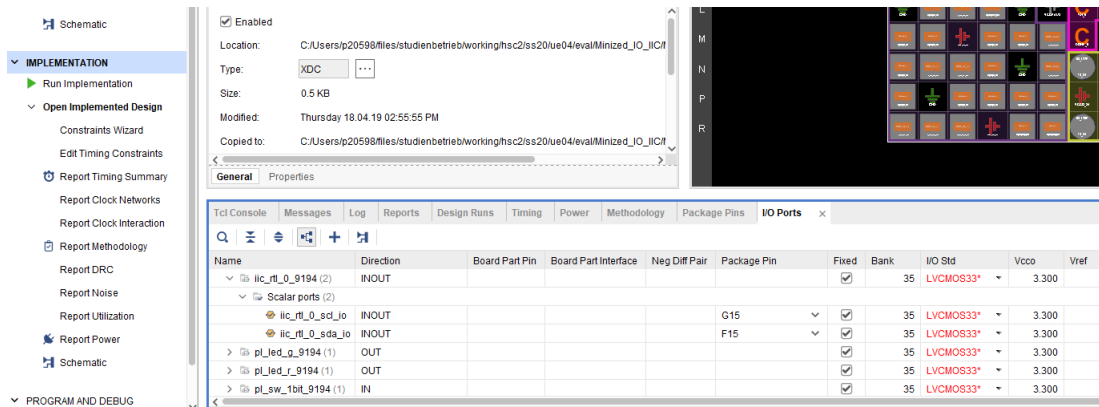 Schematic
IMPLEMENTATION
Run Implementation
Open Implemented Design
Constraints Wizard
Edit Timing Constraints
Report Timing Summary
Report Clock Networks
Report Clock Interaction
Report Methodology
Report DRC
Report Noise
Report Utilization
Report Power
Schematic
PROGRAM AND DEBUG
Enabled
Location: C:/Users/p20598/files/studienbetrieb/working/hsc2/ss20/ue04/eval/Minized_IO_IIC/
Type: XDC ...
Size: 0.5 KB
Modified: Thursday 18.04.19 02:55:55 PM
Copied to: C:/Users/p20598/files/studienbetrieb/working/hsc2/ss20/ue04/eval/Minized_IO_IIC/
General Properties
L
M
N
P
R
C
C
Tcl Console Messages Log Reports Design Runs Timing Power Methodology Package Pins I/O Ports ×
Name Direction Board Part Pin Board Part Interface Neg Diff Pair Package Pin Fixed Bank I/O Std Vcco Vref
iic_rtl_0_9194 (2) INOUT 35 LVCMOS33* 3.300
Scalar ports (2)
iic_rtl_0_scl_io INOUT G15 35 LVCMOS33* 3.300
iic_rtl_0_sda_io INOUT F15 35 LVCMOS33* 3.300
pl_led_g_9194 (1) OUT 35 LVCMOS33* 3.300
pl_led_r_9194 (1) OUT 35 LVCMOS33* 3.300
pl_sw_1bit_9194 (1) IN 35 LVCMOS33* 3.300